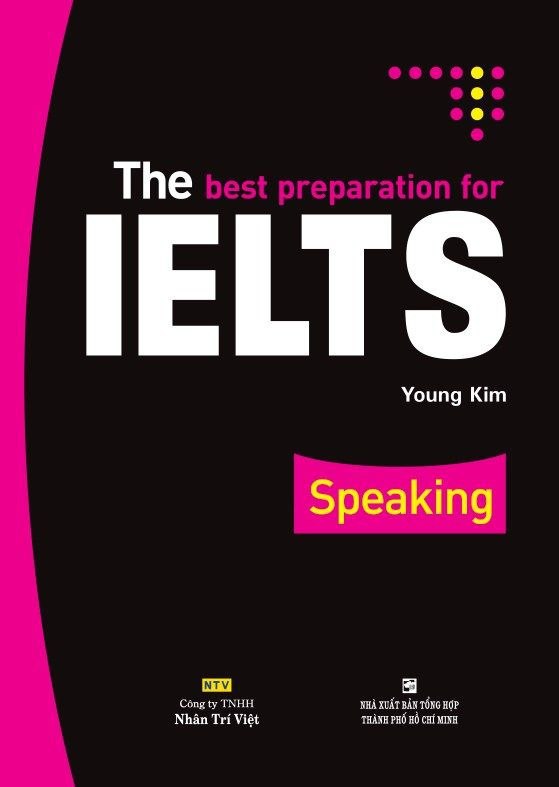 The best preparation for
IELTS
Young Kim
Speaking
NTV
Công ty TNHH
Nhân Trí Việt
NHÀ XUẤT BẢN TỔNG HỢP
THÀNH PHỐ HỒ CHÍ MINH